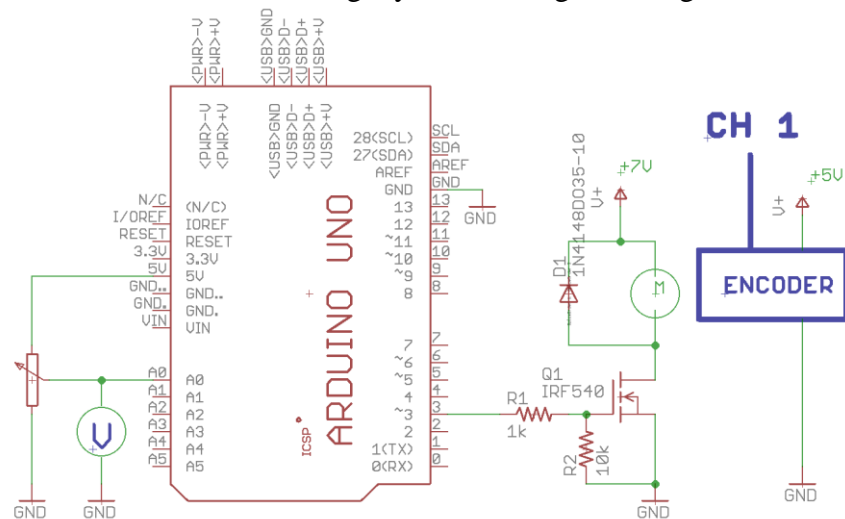 <PWR>-V
<PWR>+V
<USB>GND
<USB>D-
<USB>D+
<USB>+V
<PWR>-V
<PWR>+V
<USB>GND
<USB>D-
<USB>D+
<USB>+V
28(SCL) SCL
27(SDA) SDA
AREF AREF
GND GND
N/C (N/C) 13 13
I/OREF IOREF 12 12
RESET RESET ~11 11
3.3V 3.3V ~10 10
5V 5V ~9 9
GND.. GND.. 8 8
GND. GND.
VIN VIN
7 7
~6 6
A0 A0 ~5 5
A1 A1 4 4
A2 A2 ~3 3
A3 A3 2 2
A4 A4 1(TX) 1
A5 A5 0(RX) 0
ARDUINO UNO
ICSP
GND
V
GND
GND
R1
1k
R2
10k
Q1
IRF540
GND
D1
1N4148DO35-10
V+
+7V
M
CH 1
V+
+5V
ENCODER
GND